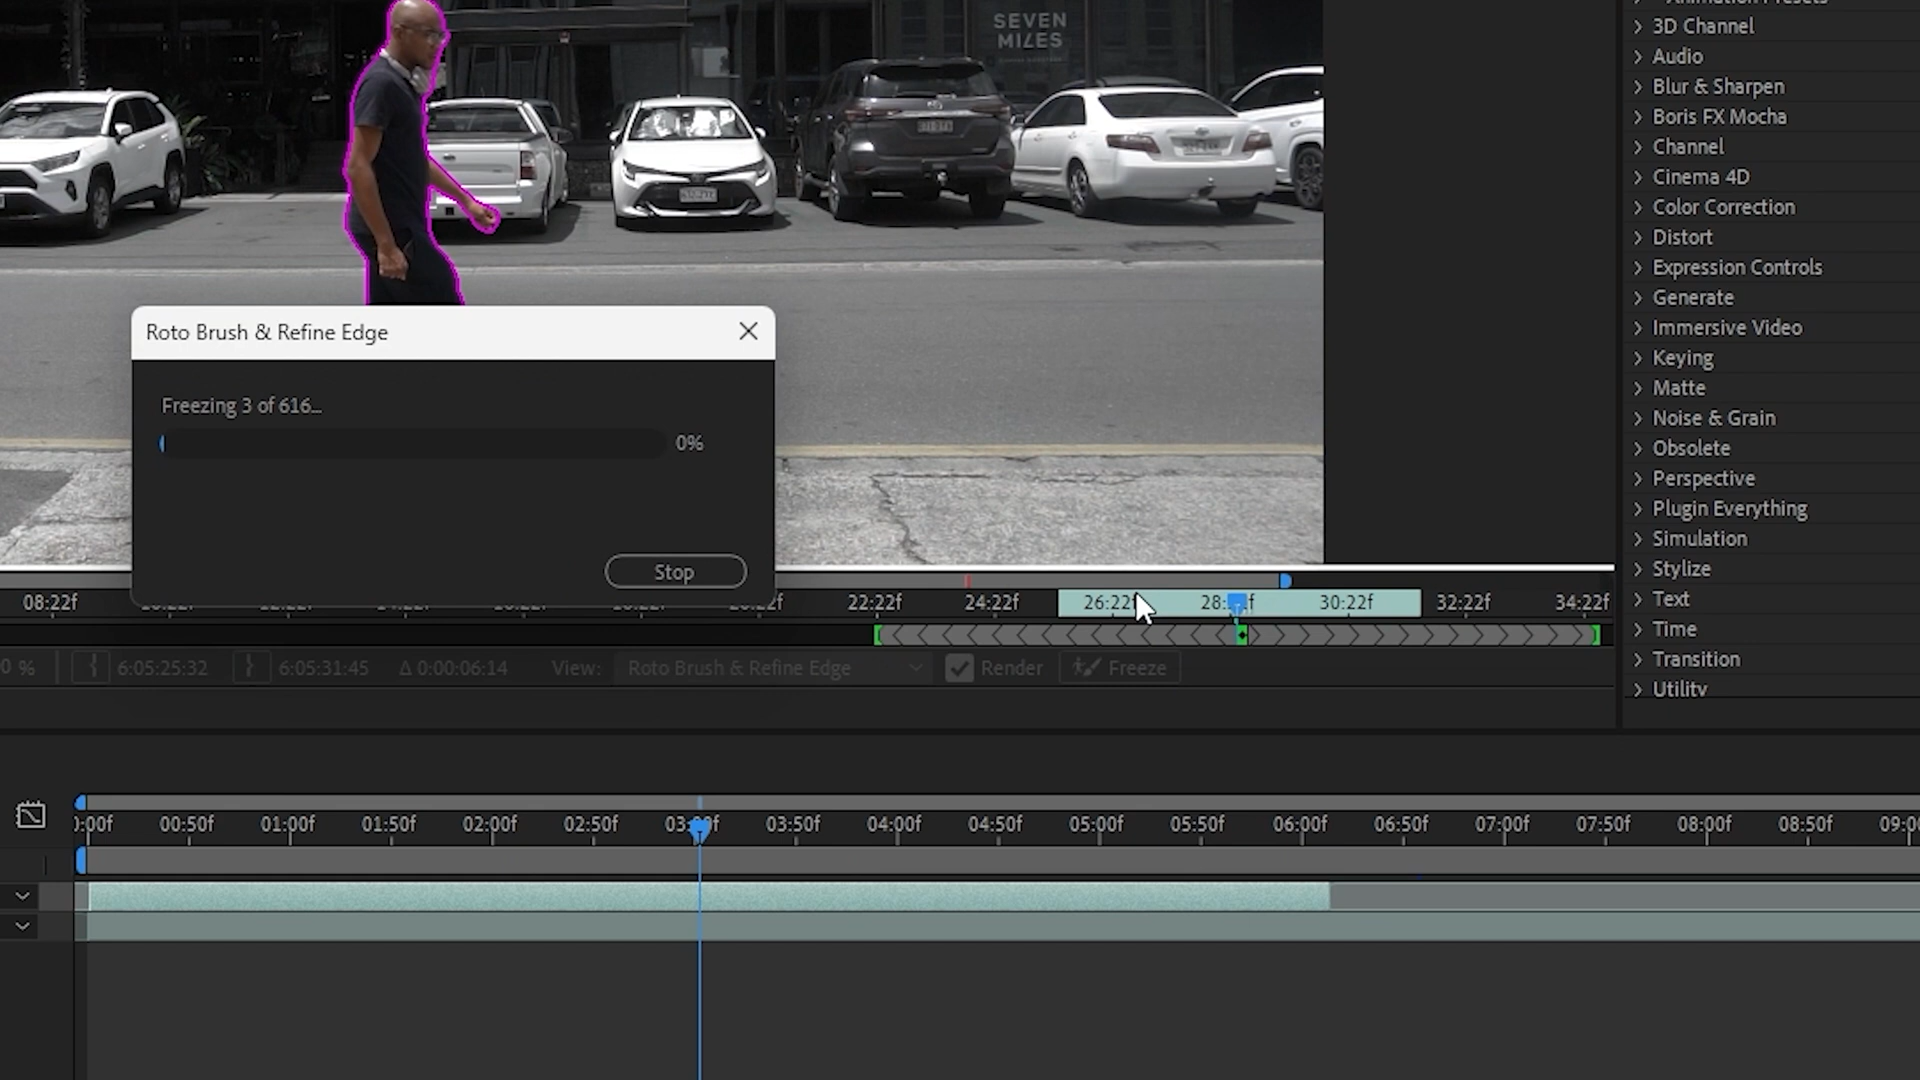 SEVEN
MILES
Animation Presets
3D Channel
Audio
Blur & Sharpen
Boris FX Mocha
Channel
Cinema 4D
Color Correction
Distort
Expression Controls
Generate
Immersive Video
Keying
Matte
Noise & Grain
Obsolete
Perspective
Plugin Everything
Simulation
Stylize
Text
Time
Transition
Utility
Roto Brush & Refine Edge
Freezing 3 of 616...
0%
Stop
08:22f 22:22f 24:22f 26:22f 30:22f 32:22f 34:22f
0 % 6:05:25:32 6:05:31:45 Δ 0:00:06:14 View: Roto Brush & Refine Edge Render Freeze
):00f 00:50f 01:00f 01:50f 02:00f 02:50f 03:50f 04:00f 04:50f 05:00f 05:50f 06:00f 06:50f 07:00f 07:50f 08:00f 08:50f 09:0